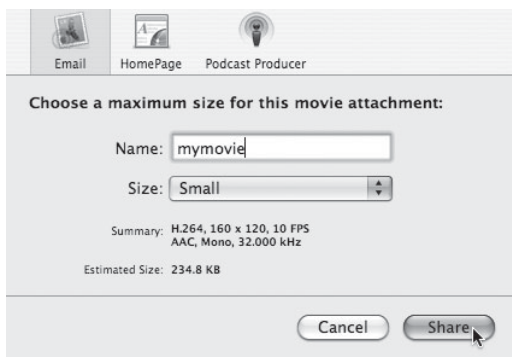 Email HomePage Podcast Producer
Choose a maximum size for this movie attachment:
Name: mymovie
Size: Small
Summary: H.264, 160 x 120, 10 FPS
AAC, Mono, 32.000 kHz
Estimated Size: 234.8 KB
Cancel Share